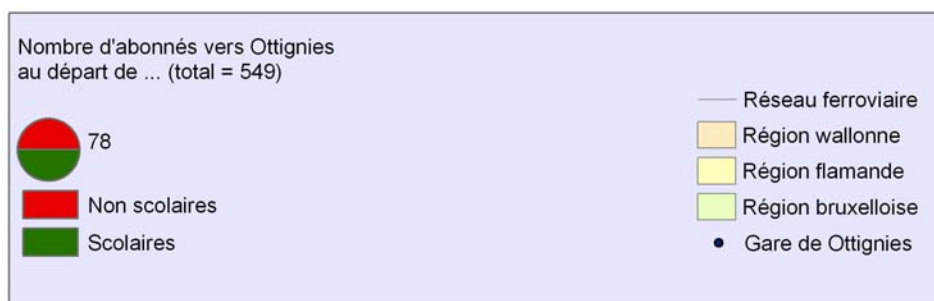 Nombre d'abonnés vers Ottignies
au départ de ... (total = 549)
78
Non scolaires
Scolaires
Réseau ferroviaire
Région wallonne
Région flamande
Région bruxelloise
Gare de Ottignies